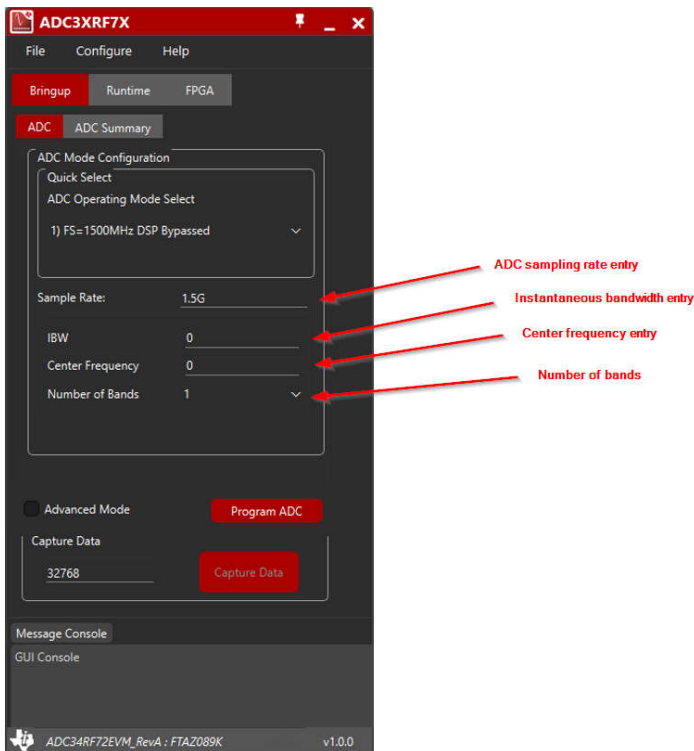 ADC3XRF7X
File Configure Help
Bringup Runtime FPGA
ADC ADC Summary
ADC Mode Configuration
Quick Select
ADC Operating Mode Select
1) FS=1500MHz DSP Bypassed
ADC sampling rate entry
Sample Rate: 1.5G
Instantaneous bandwidth entry
IBW 0
Center frequency entry
Center Frequency 0
Number of bands
Number of Bands 1
Advanced Mode Program ADC
Capture Data
32768 Capture Data
Message Console
GUI Console
ADC34RF72EVM_RevA : FTAZ089K v1.0.0